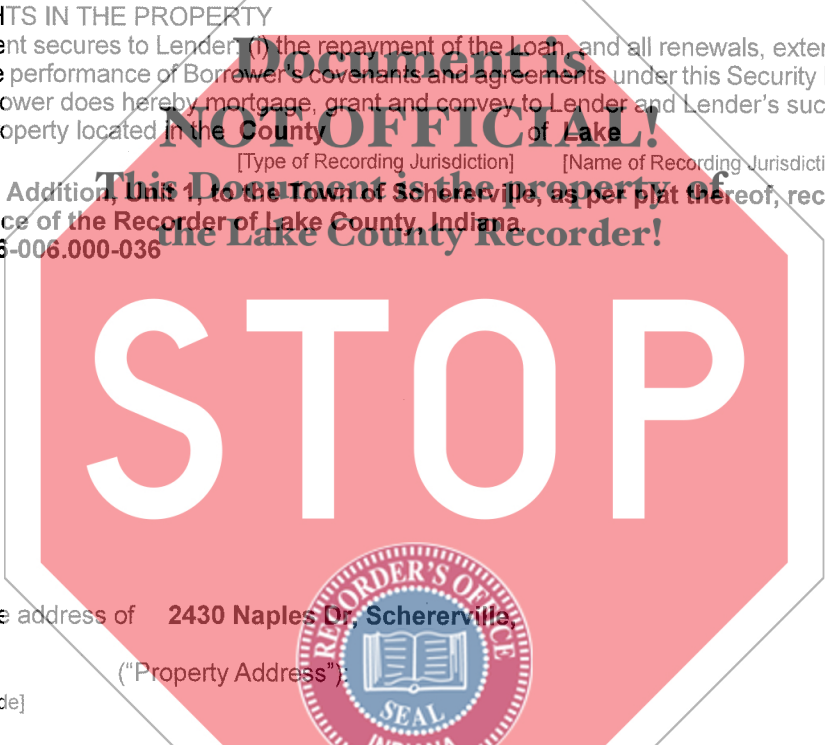 HTS IN THE PROPERTY
ent secures to Lender: (i) the repayment of the Loan, and all renewals, exten
e performance of Borrower's covenants and agreements under this Security I
ower does hereby mortgage, grant and convey to Lender and Lender's suc
operty located in the County of Lake
[Type of Recording Jurisdiction] [Name of Recording Jurisdicti
Addition, Unit 1, to the Town of Schererville, as per plat thereof, rec
ce of the Recorder of Lake County, Indiana.
6-006.000-036
Document is
NOT OFFICIAL!
This Document is the property of
the Lake County Recorder!
STOP
e address of 2430 Naples Dr, Schererville,
("Property Address"):
de]
RECORDER'S OFFICE
SEAL
INDIANA